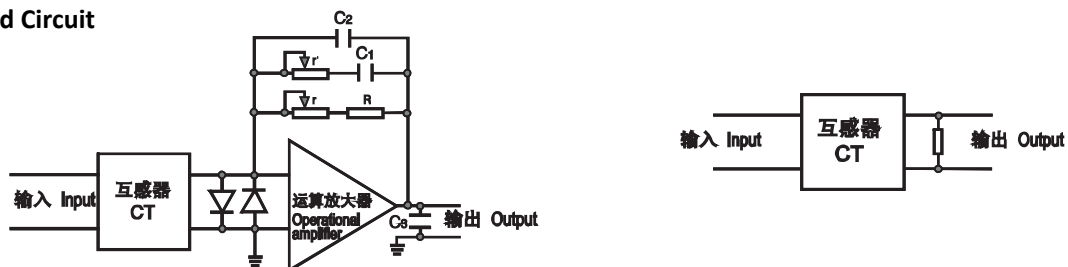 d Circuit
C2
r'
C1
r
R
输入 Input
互感器
CT
运算放大器
Operational
amplifier
C3
输出 Output
输入 Input
互感器
CT
输出 Output